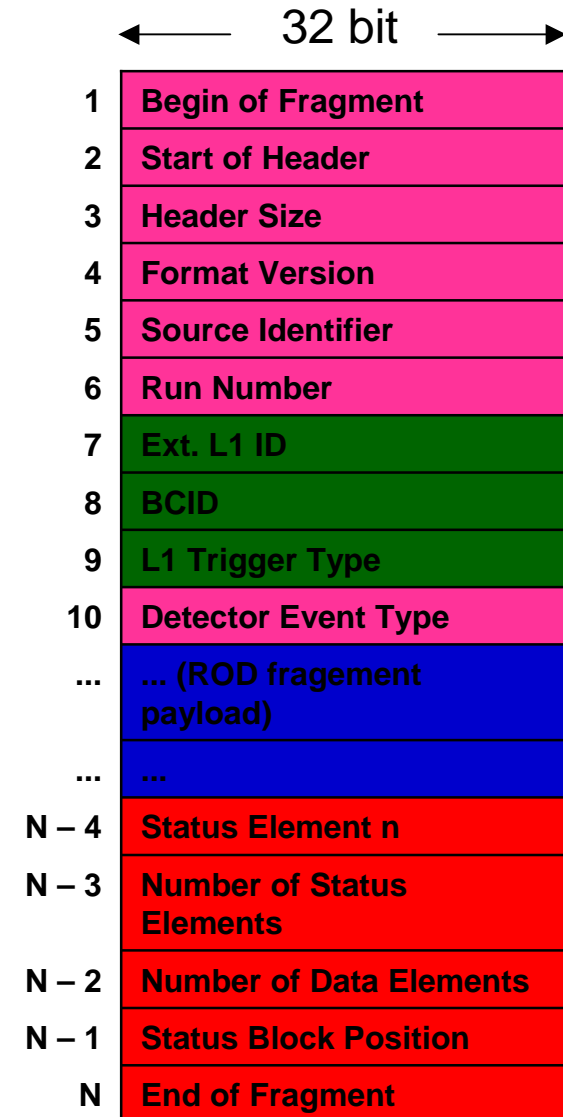 32 bit
1 Begin of Fragment
2 Start of Header
3 Header Size
4 Format Version
5 Source Identifier
6 Run Number
7 Ext. L1 ID
8 BCID
9 L1 Trigger Type
10 Detector Event Type
... ... (ROD fragement
payload)
... ...
N – 4 Status Element n
N – 3 Number of Status
Elements
N – 2 Number of Data Elements
N – 1 Status Block Position
N End of Fragment